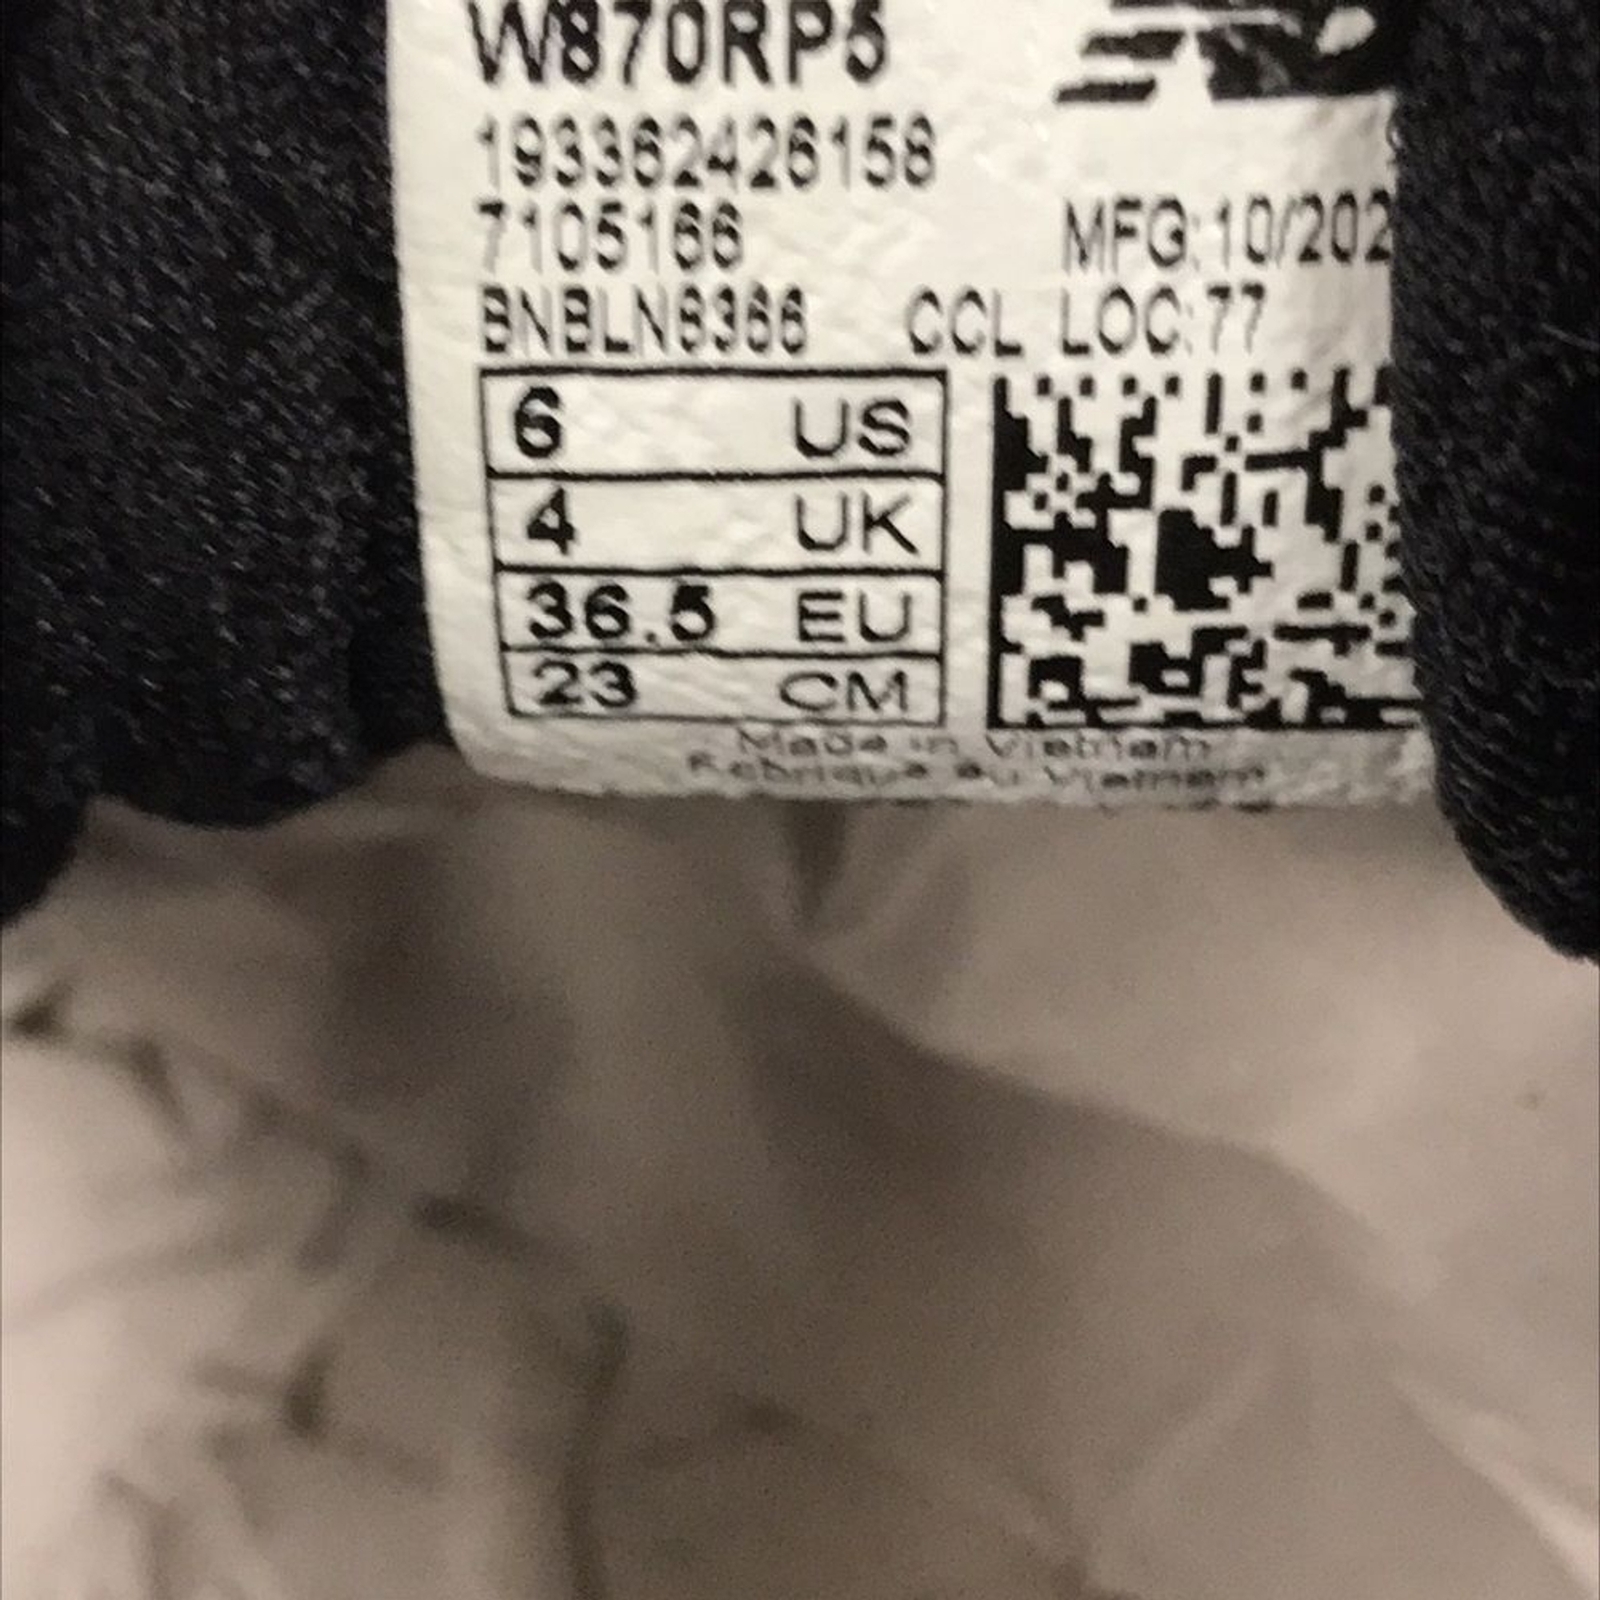 W870RP5
193362426158
7105166
MFG:10/202
BNBLN6366 CCL LOC:77
6 US
4 UK
36.5 EU
23 CM
Made in Vietnam
Fabriqué au Vietnam